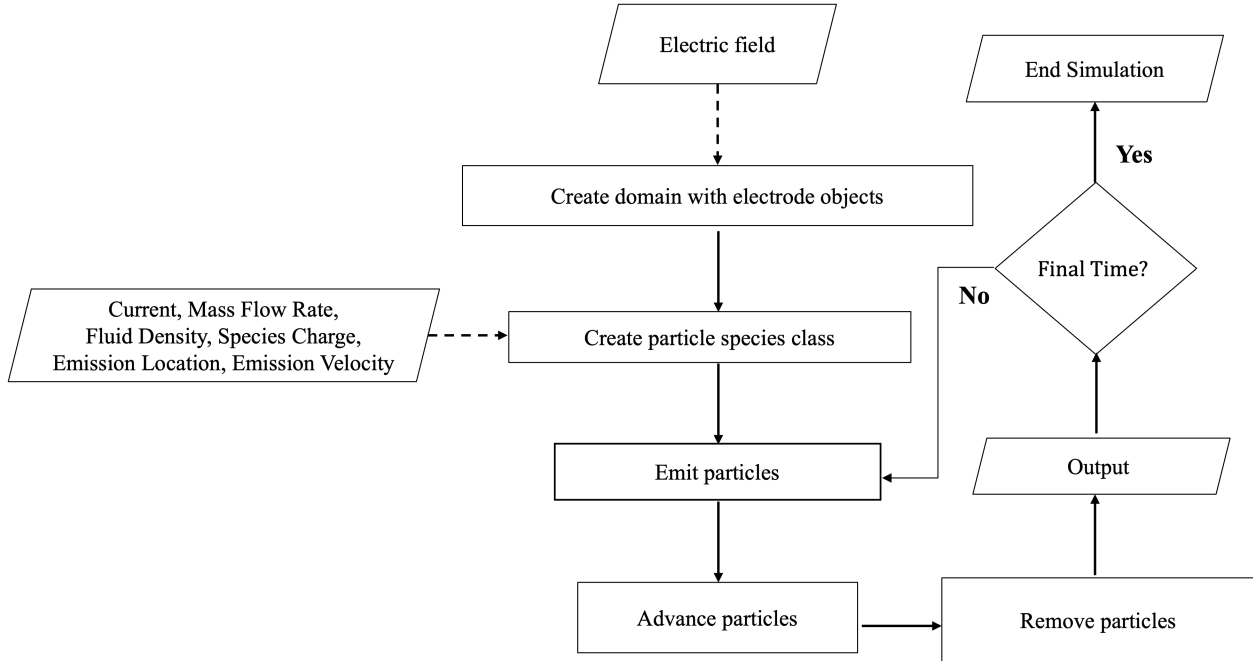 Electric field
End Simulation
Yes
Create domain with electrode objects
Final Time?
No
Current, Mass Flow Rate,
Fluid Density, Species Charge,
Emission Location, Emission Velocity
Create particle species class
Emit particles
Output
Advance particles
Remove particles